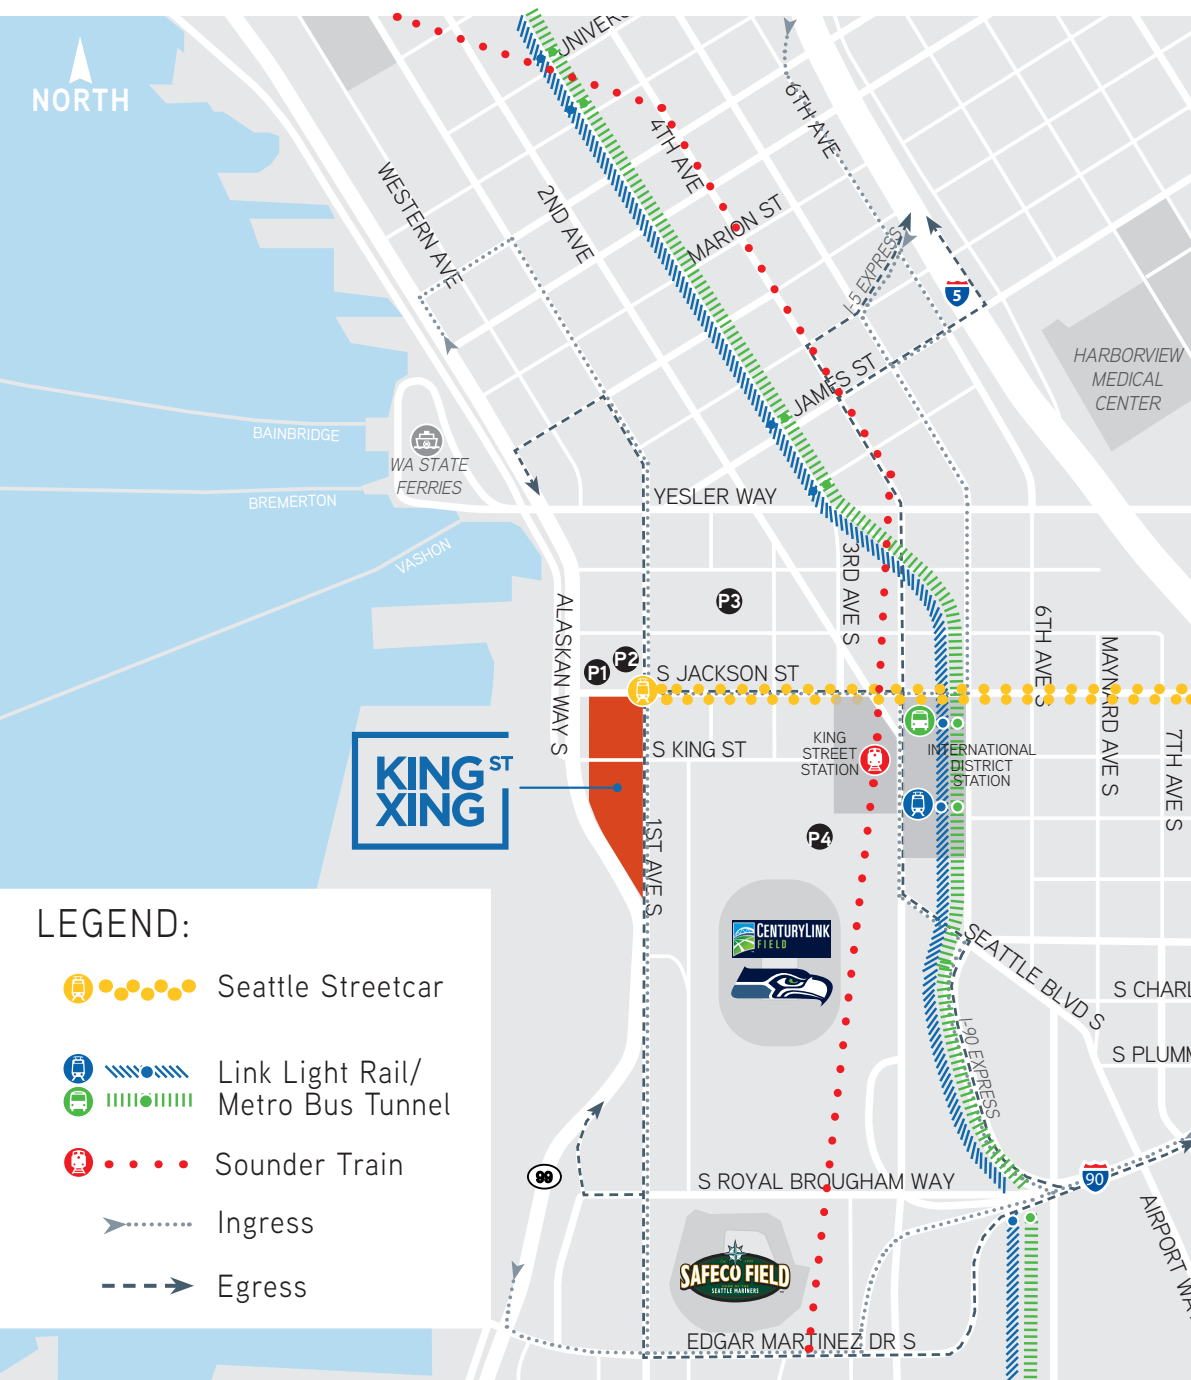 NORTH
UNIVER
6TH AVE
4TH AVE
WESTERN AVE
2ND AVE
MARION ST
I-5 EXPRESS
5
HARBORVIEW
MEDICAL
CENTER
JAMES ST
BAINBRIDGE
WA STATE
FERRIES
BREMERTON
YESLER WAY
VASHON
3RD AVE S
P3
ALASKAN WAY S
6TH AVE S
MAYNARD AVE S
P1
P2
S JACKSON ST
KING ST
XING
S KING ST
KING
STREET
STATION
INTERNATIONAL
DISTRICT
STATION
7TH AVE S
1ST AVE S
P4
CENTURYLINK
FIELD
SEATTLE BLVD S
S CHARL
S PLUMM
I-90 EXPRESS
LEGEND:
Seattle Streetcar
Link Light Rail/
Metro Bus Tunnel
Sounder Train
Ingress
Egress
99
S ROYAL BROUGHAM WAY
90
AIRPORT WA
SAFECO FIELD
SEATTLE MARINERS
EDGAR MARTINEZ DR S